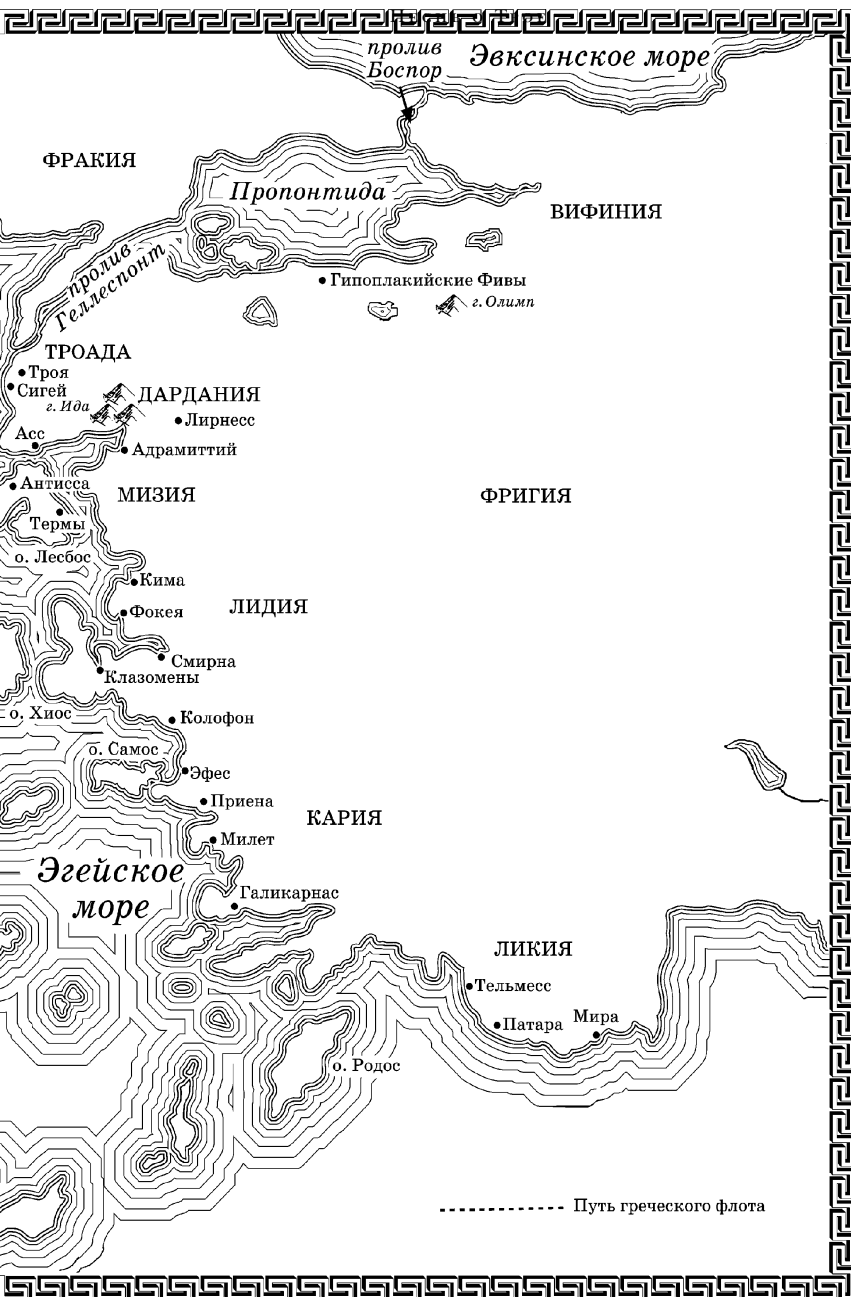 пролив
Боспор
Эвксинское море
ФРАКИЯ
Пропонтида
ВИФИНИЯ
пролив
Геллеспонт
Гипоплакийские Фивы
г. Олимп
ТРОАДА
Троя
Сигей
г. Ида
ДАРДАНИЯ
Лирнесс
Асс
Адрамиттий
Антисса
МИЗИЯ
ФРИГИЯ
Термы
о. Лесбос
Кима
Фокея
ЛИДИЯ
Смирна
Клазомены
о. Хиос
Колофон
о. Самос
Эфес
Приена
КАРИЯ
Милет
Эгейское
море
Галикарнас
ЛИКИЯ
Тельмесс
Патара
Мира
о. Родос
Путь греческого флота